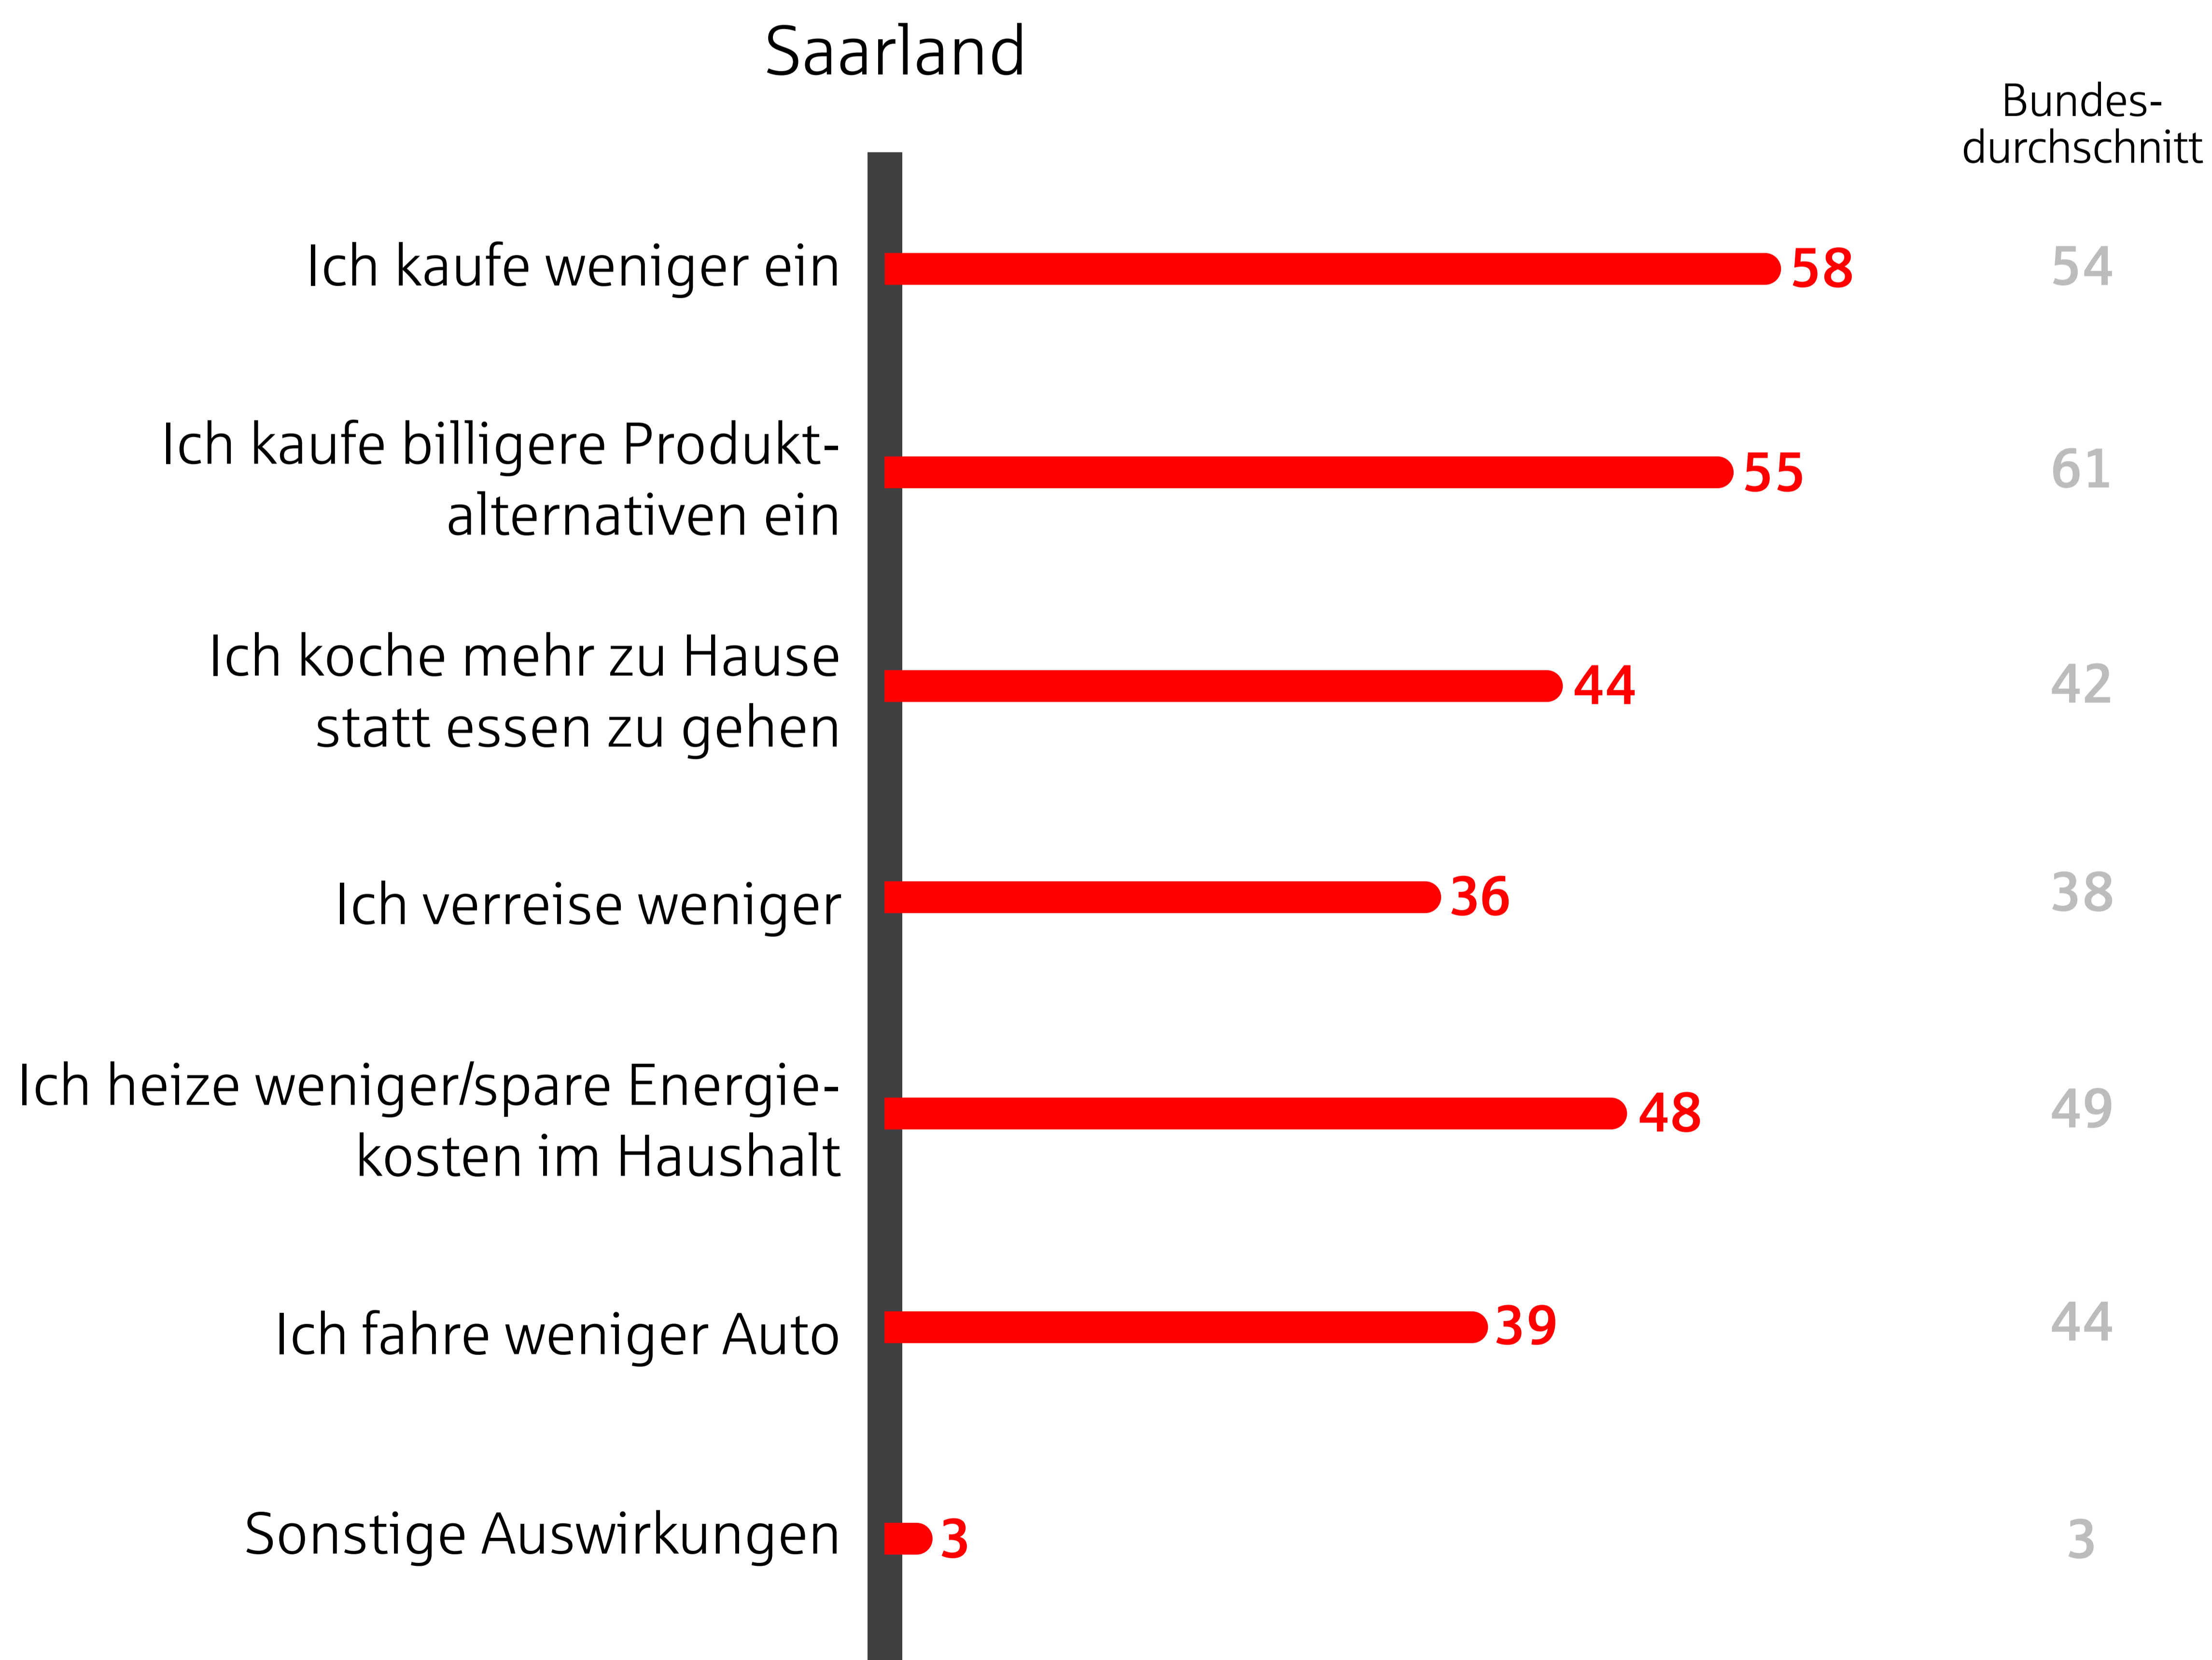 Saarland
Bundes-
durchschnitt
Ich kaufe weniger ein
58
54
Ich kaufe billigere Produkt-
alternativen ein
55
61
Ich koche mehr zu Hause
statt essen zu gehen
44
42
Ich verreise weniger
36
38
Ich heize weniger/spare Energie-
kosten im Haushalt
48
49
Ich fahre weniger Auto
39
44
Sonstige Auswirkungen
3
3